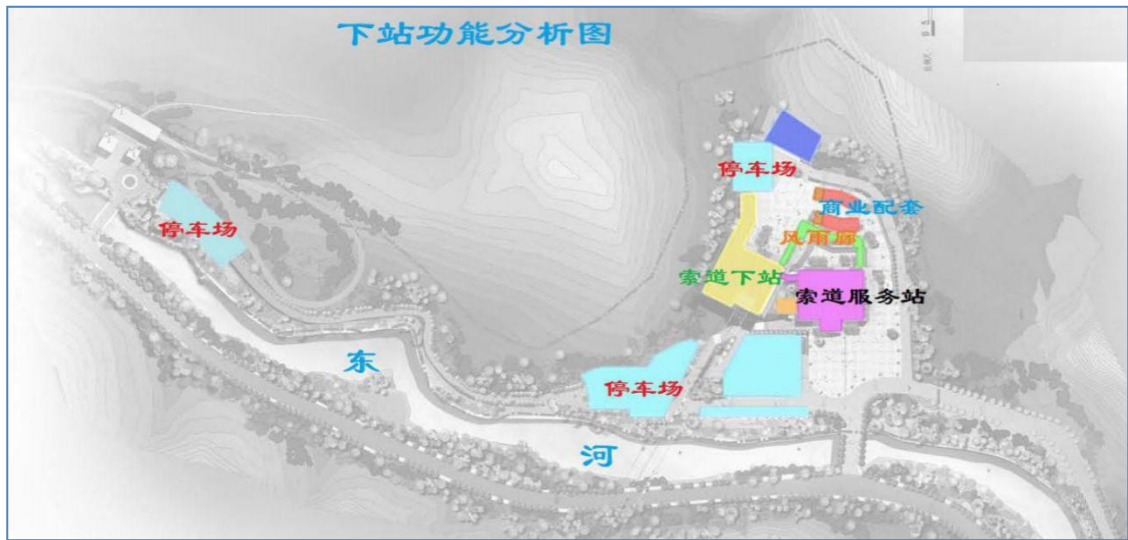 下站功能分析图
停车场
商业配套
停车场
风雨廊
索道下站
索道服务站
东
停车场
河